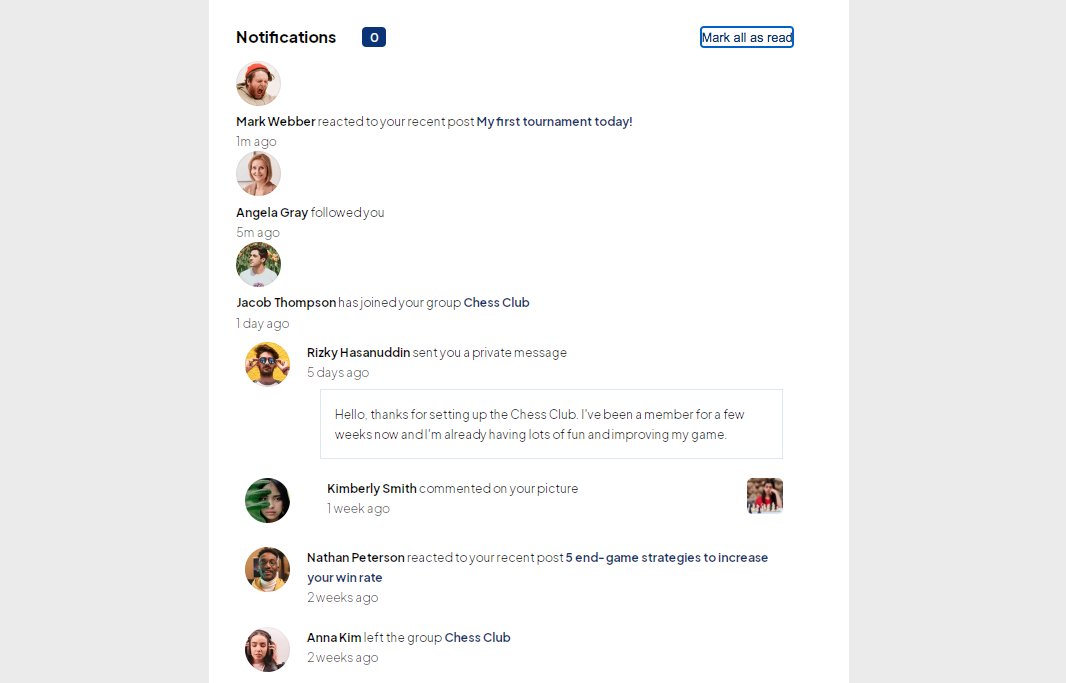 Notifications 0 Mark all as read
Mark Webber reacted to your recent post My first tournament today!
1m ago
Angela Gray followed you
5m ago
Jacob Thompson has joined your group Chess Club
1 day ago
Rizky Hasanuddin sent you a private message
5 days ago
Hello, thanks for setting up the Chess Club. I've been a member for a few
weeks now and I'm already having lots of fun and improving my game.
Kimberly Smith commented on your picture
1 week ago
Nathan Peterson reacted to your recent post 5 end-game strategies to increase
your win rate
2 weeks ago
Anna Kim left the group Chess Club
2 weeks ago